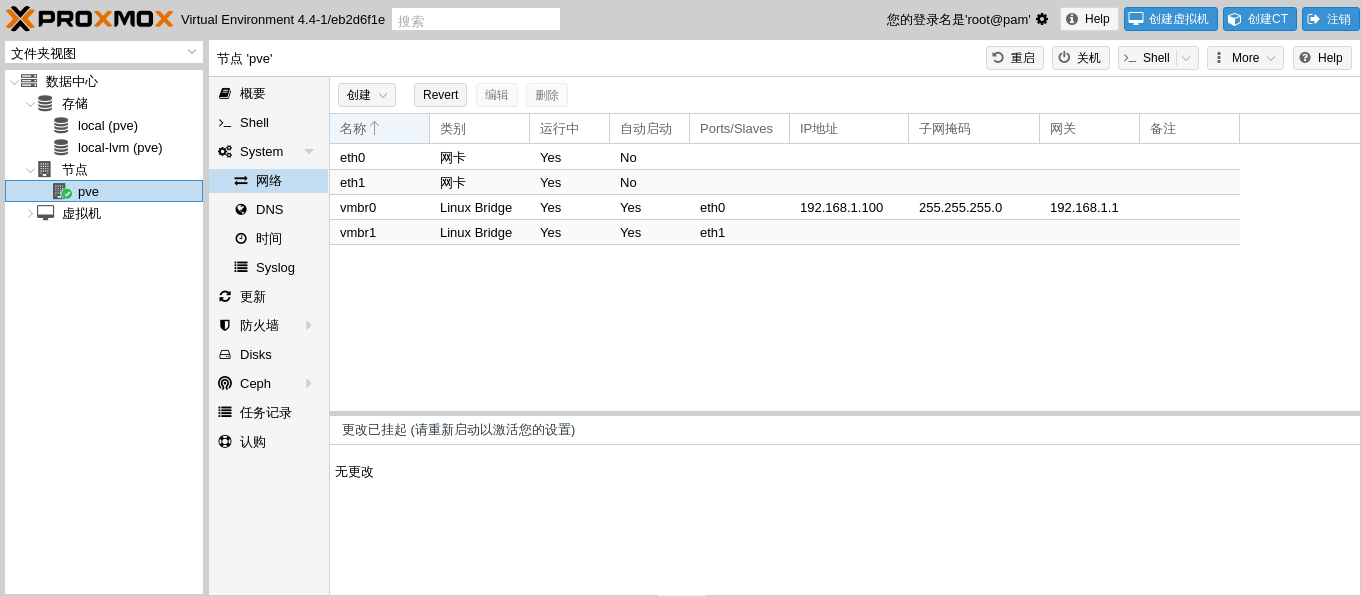 PROXMOX Virtual Environment 4.4-1/eb2d6f1e 搜索 您的登录名是'root@pam' Help 创建虚拟机 创建CT 注销
文件夹视图
数据中心
存储
local (pve)
local-lvm (pve)
节点
pve
虚拟机
节点 'pve' 重启 关机 Shell More Help
概要
Shell
System
网络
DNS
时间
Syslog
更新
防火墙
Disks
Ceph
任务记录
认购
创建 Revert 编辑 删除
名称 类别 运行中 自动启动 Ports/Slaves IP地址 子网掩码 网关 备注
eth0 网卡 Yes No
eth1 网卡 Yes No
vmbr0 Linux Bridge Yes Yes eth0 192.168.1.100 255.255.255.0 192.168.1.1
vmbr1 Linux Bridge Yes Yes eth1
更改已挂起 (请重新启动以激活您的设置)
无更改